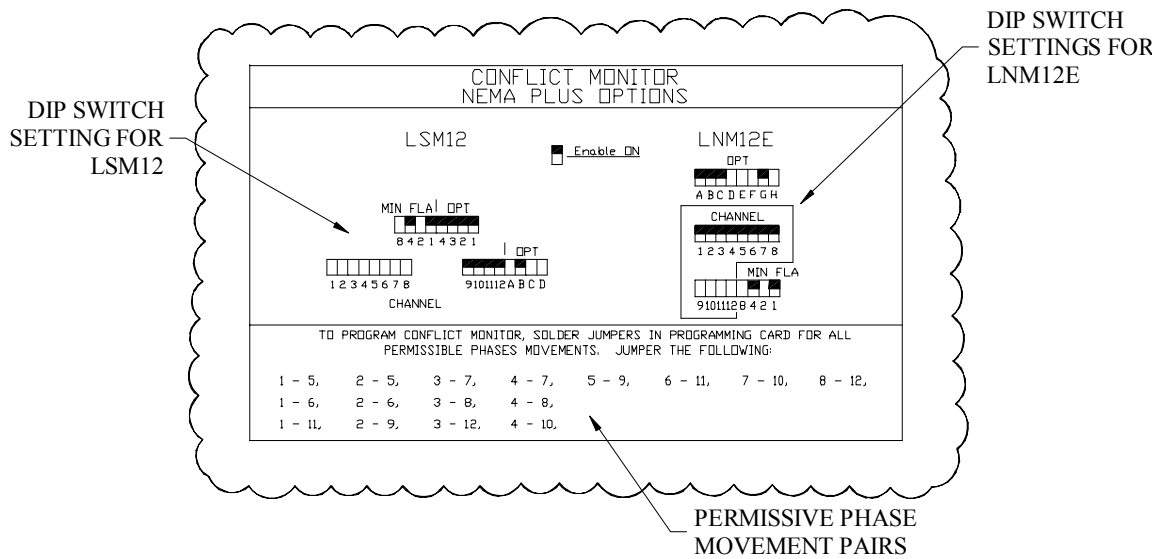 DIP SWITCH
SETTINGS FOR
LNM12E
CONFLICT MONITOR
NEMA PLUS OPTIONS
DIP SWITCH
SETTING FOR
LSM12
LSM12
Enable ON
LNM12E
OPT
A B C D E F G H
MIN FLA OPT
8 4 2 1 4 3 2 1
CHANNEL
1 2 3 4 5 6 7 8
OPT
1 2 3 4 5 6 7 8
9 10 11 12 A B C D
CHANNEL
MIN FLA
9 10 11 12 8 4 2 1
TO PROGRAM CONFLICT MONITOR, SOLDER JUMPERS IN PROGRAMMING CARD FOR ALL
PERMISSIBLE PHASES MOVEMENTS. JUMPER THE FOLLOWING:
1 - 5, 2 - 5, 3 - 7, 4 - 7, 5 - 9, 6 - 11, 7 - 10, 8 - 12,
1 - 6, 2 - 6, 3 - 8, 4 - 8,
1 - 11, 2 - 9, 3 - 12, 4 - 10,
PERMISSIVE PHASE
MOVEMENT PAIRS